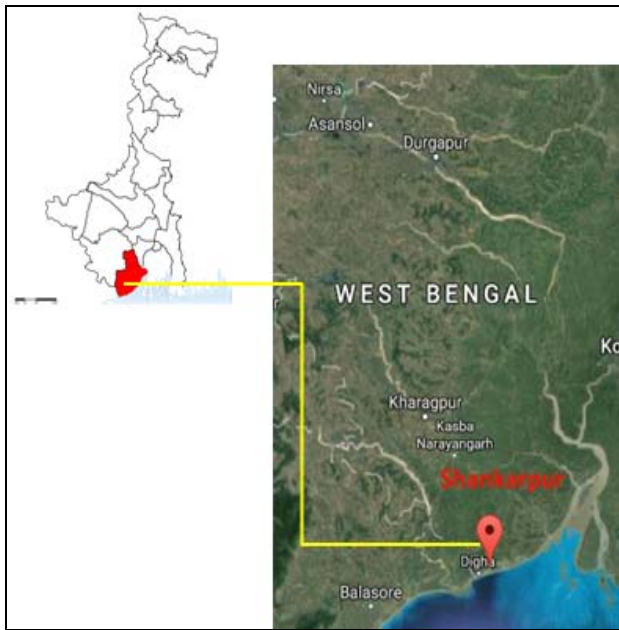 Nirsa
Asansol
Durgapur
WEST BENGAL
Ko
Kharagpur
Kasba
Narayangarh
Shankarpur
Digha
Balasore